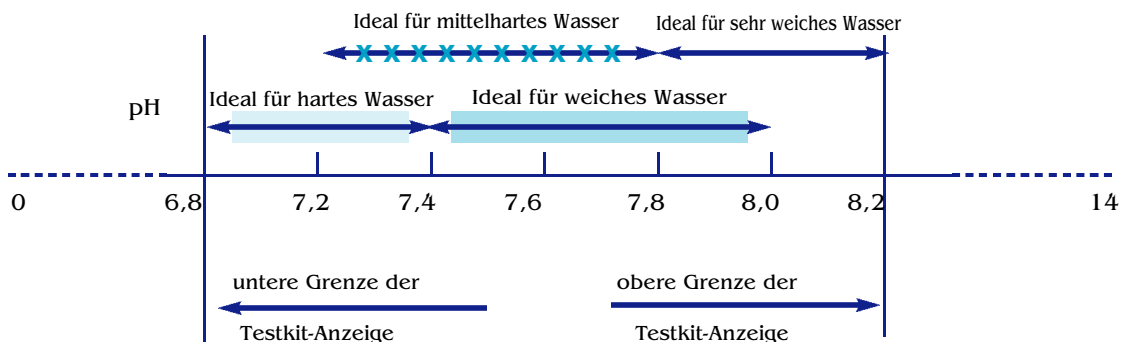 Ideal für mittelhartes Wasser
Ideal für sehr weiches Wasser
pH
Ideal für hartes Wasser
Ideal für weiches Wasser
0 6,8 7,2 7,4 7,6 7,8 8,0 8,2 14
untere Grenze der
Testkit-Anzeige
obere Grenze der
Testkit-Anzeige